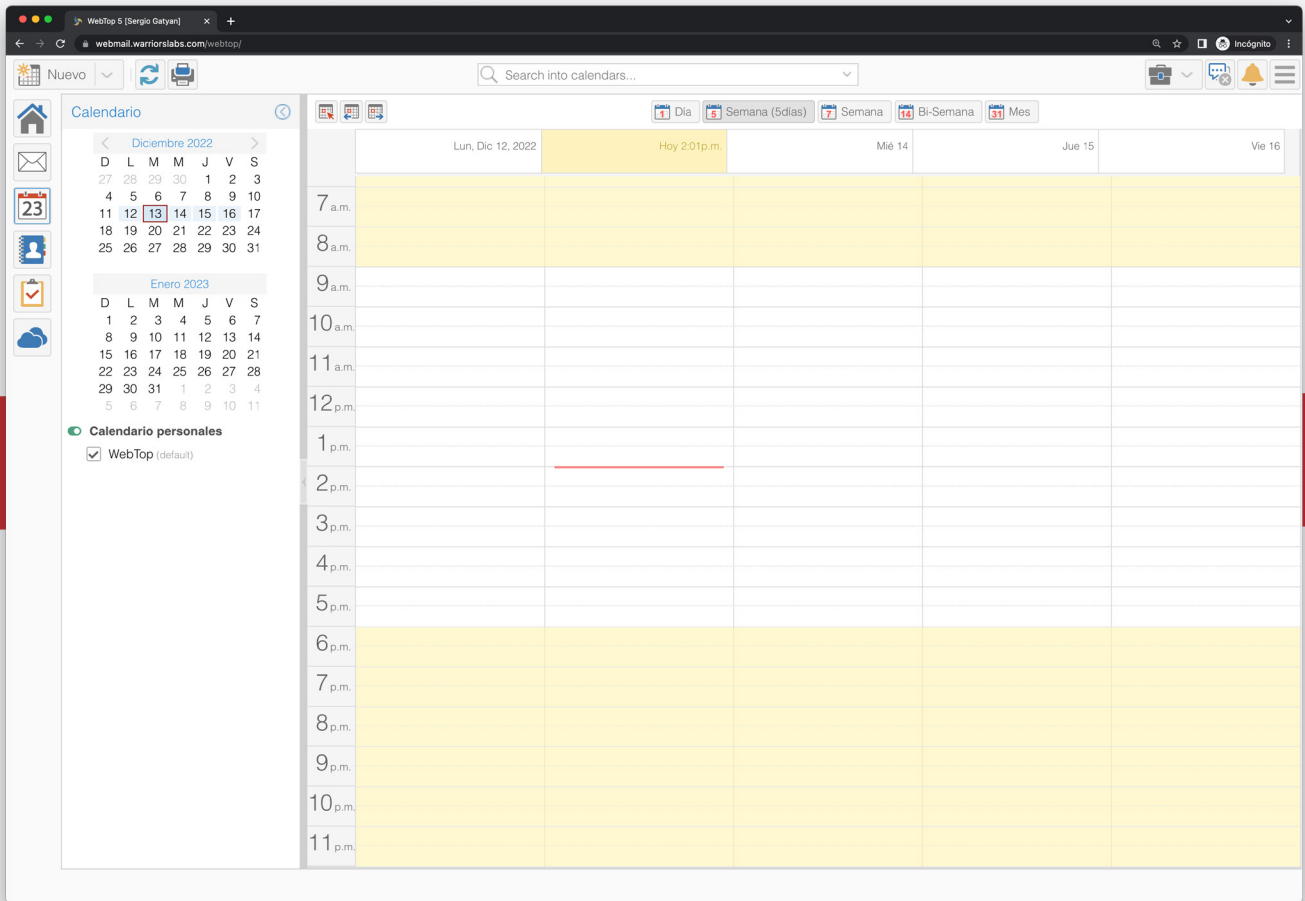 WebTop 5 [Sergio Gatyan]
webmail.warriorslabs.com/webtop/
Incógnito
Nuevo
Search into calendars...
Calendario
Día
Semana (5días)
Semana
Bi-Semana
Mes
1
5
7
14
31
Lun, Dic 12, 2022
Hoy 2:01p.m.
Mié 14
Jue 15
Vie 16
23
Diciembre 2022
D L M M J V S
27 28 29 30 1 2 3
4 5 6 7 8 9 10
11 12 13 14 15 16 17
18 19 20 21 22 23 24
25 26 27 28 29 30 31
Enero 2023
D L M M J V S
1 2 3 4 5 6 7
8 9 10 11 12 13 14
15 16 17 18 19 20 21
22 23 24 25 26 27 28
29 30 31 1 2 3 4
5 6 7 8 9 10 11
Calendario personales
WebTop (default)
7 a.m.
8 a.m.
9 a.m.
10 a.m.
11 a.m.
12 p.m.
1 p.m.
2 p.m.
3 p.m.
4 p.m.
5 p.m.
6 p.m.
7 p.m.
8 p.m.
9 p.m.
10 p.m.
11 p.m.